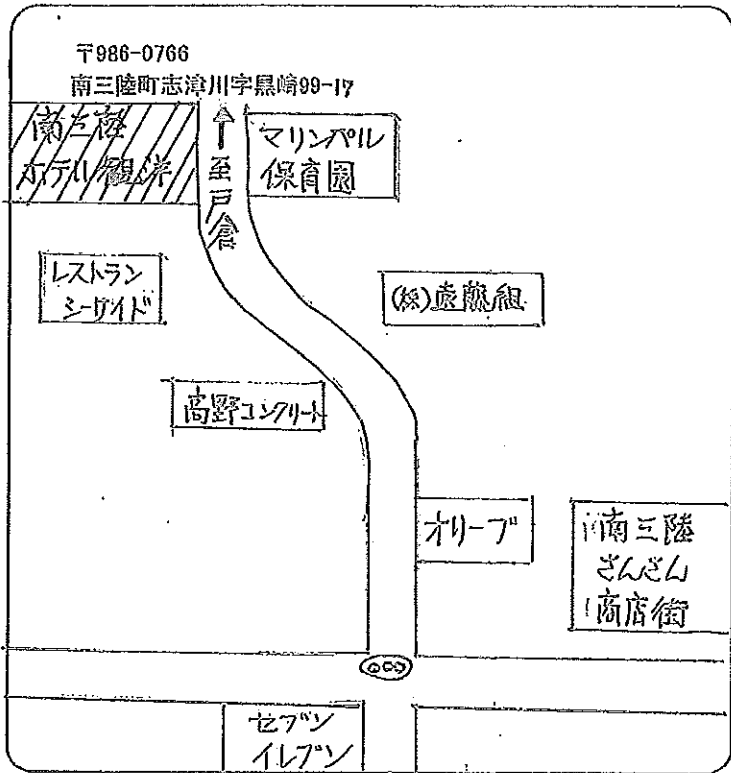 〒986-0766
南三陸町志津川字黒崎99-17
南三陸
ホテル観洋
至戸倉
マリンパル
保育園
レストラン
シーサイド
(株)遠藤組
高野コンクリート
オリーブ
南三陸
さんさん
商店街
セブン
イレブン